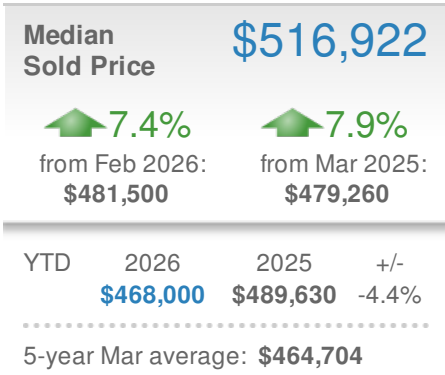 Median $516,922
Sold Price
7.4% 7.9%
from Feb 2026: from Mar 2025:
$481,500 $479,260
YTD 2026 2025 +/-
$468,000 $489,630 -4.4%
5-year Mar average: $464,704